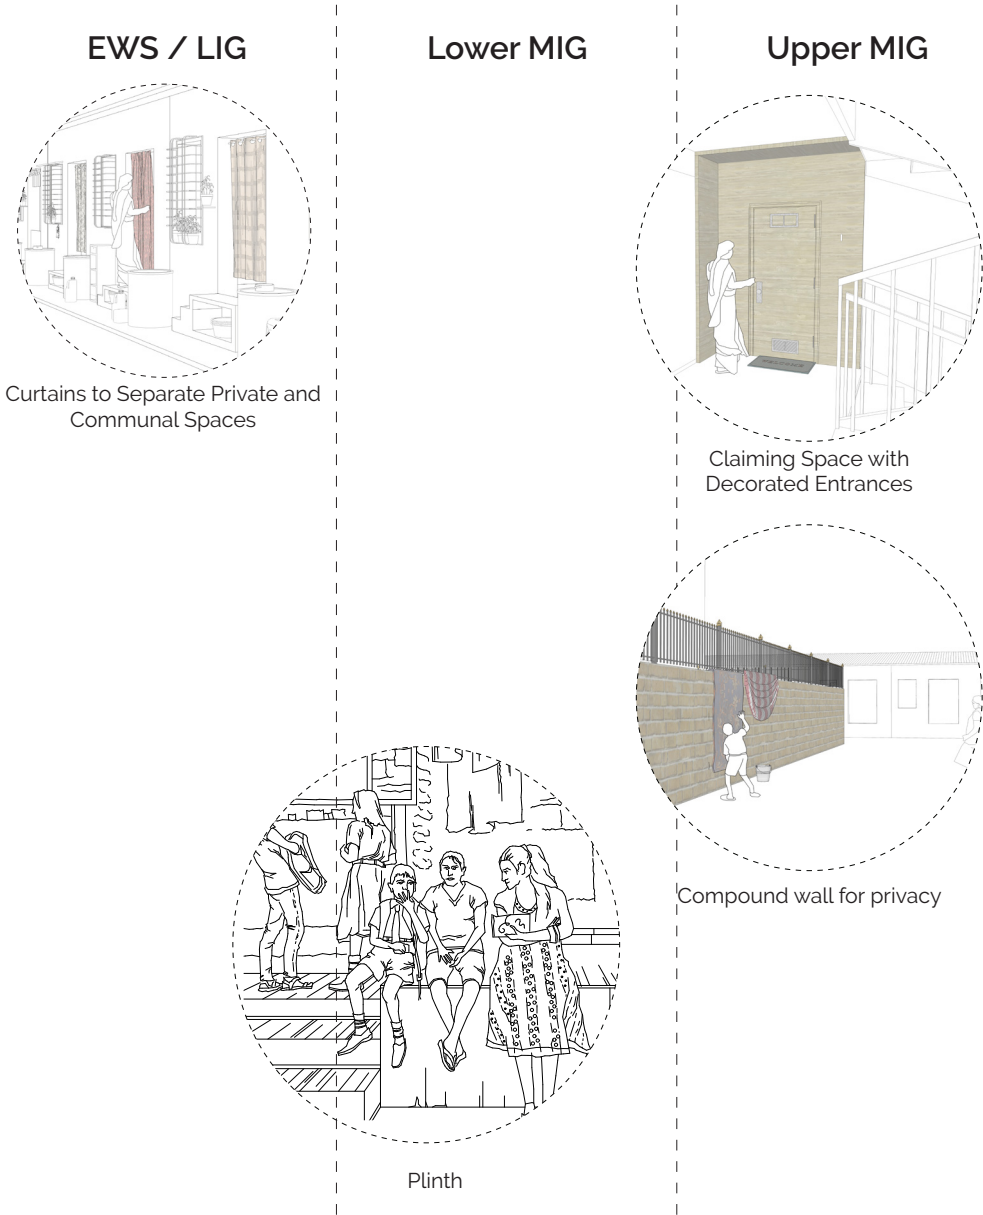 EWS / LIG
Lower MIG
Upper MIG
Curtains to Separate Private and
Communal Spaces
Claiming Space with
Decorated Entrances
Compound wall for privacy
Plinth